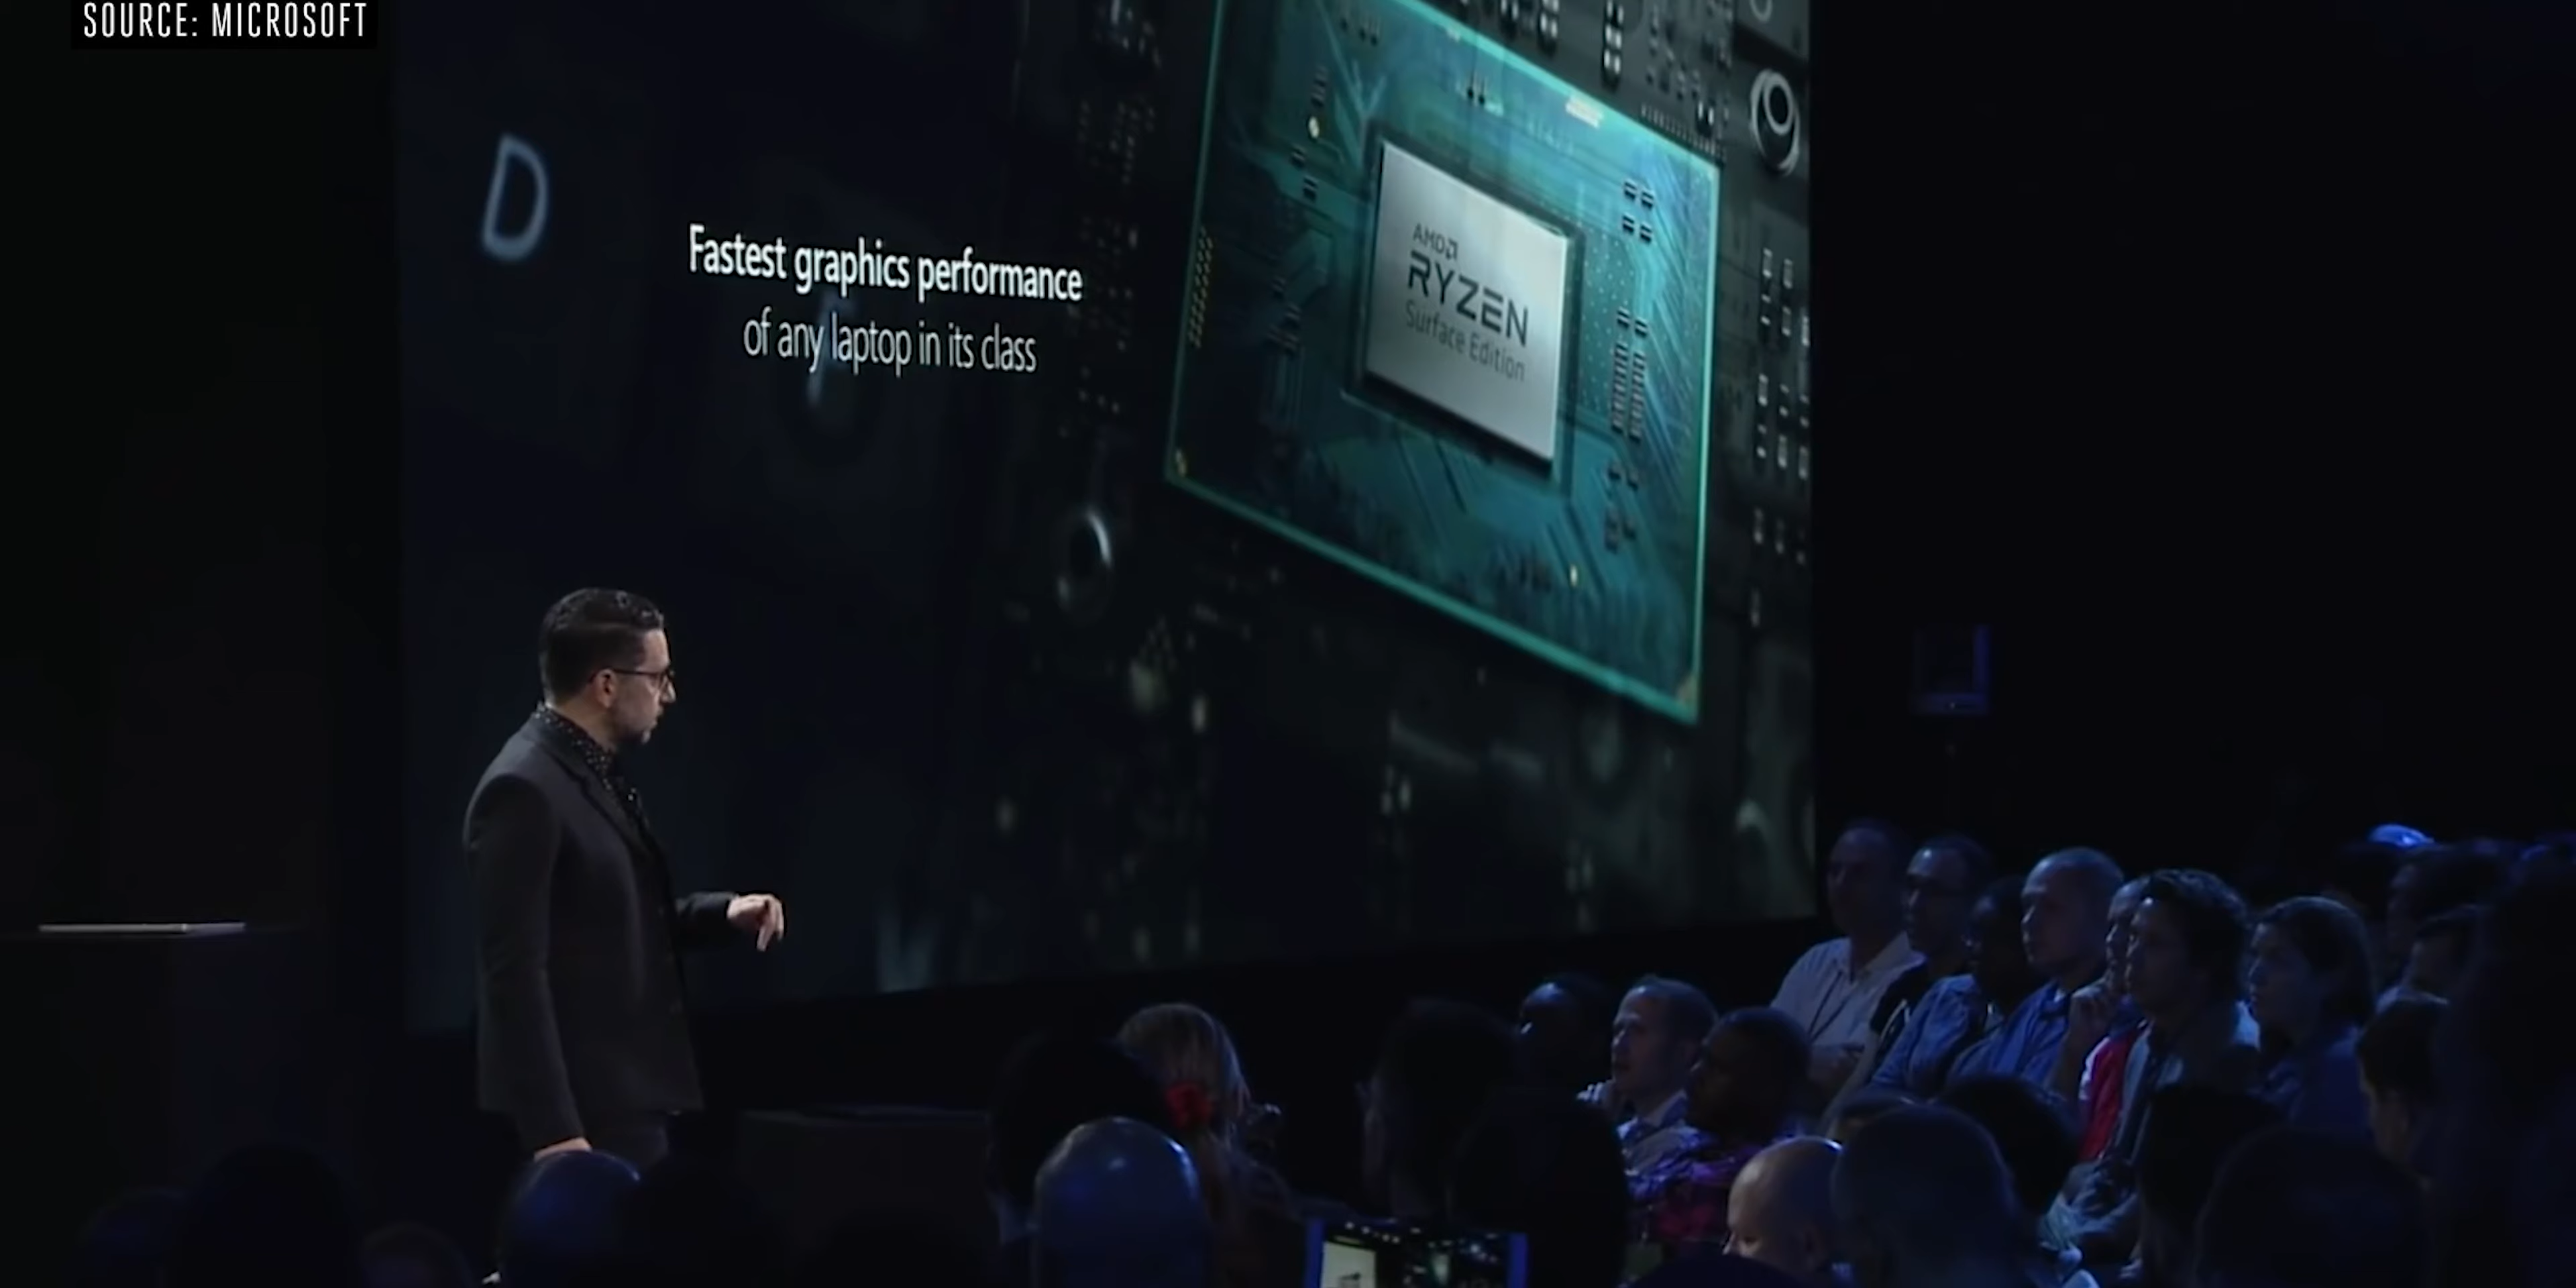 SOURCE: MICROSOFT
D
Fastest graphics performance
of any laptop in its class
AMD
RYZEN
Surface Edition